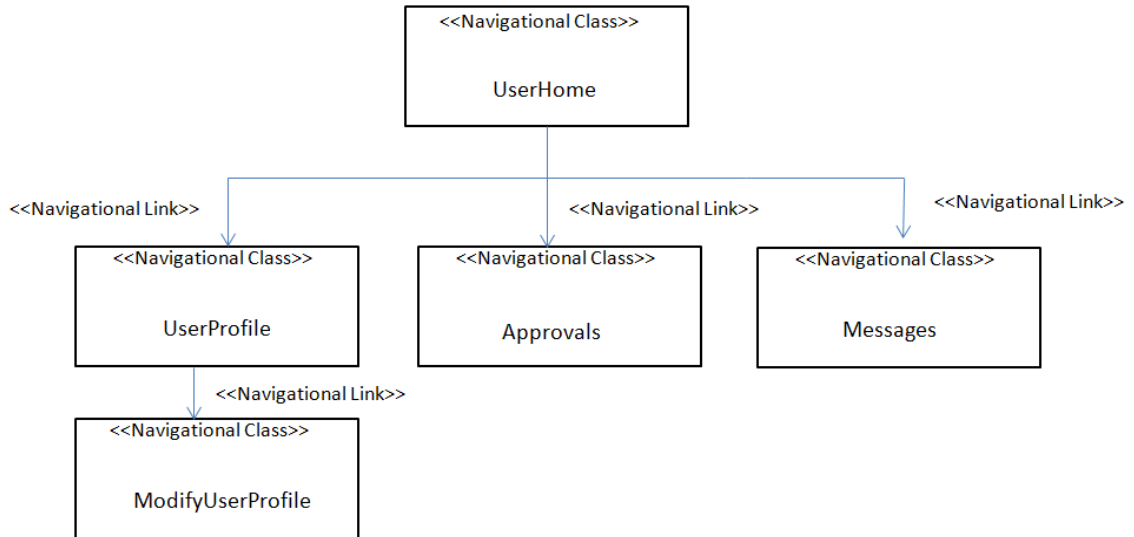 <<Navigational Class>>
UserHome
<<Navigational Link>>
<<Navigational Link>>
<<Navigational Link>>
<<Navigational Class>>
UserProfile
<<Navigational Class>>
Approvals
<<Navigational Class>>
Messages
<<Navigational Link>>
<<Navigational Class>>
ModifyUserProfile